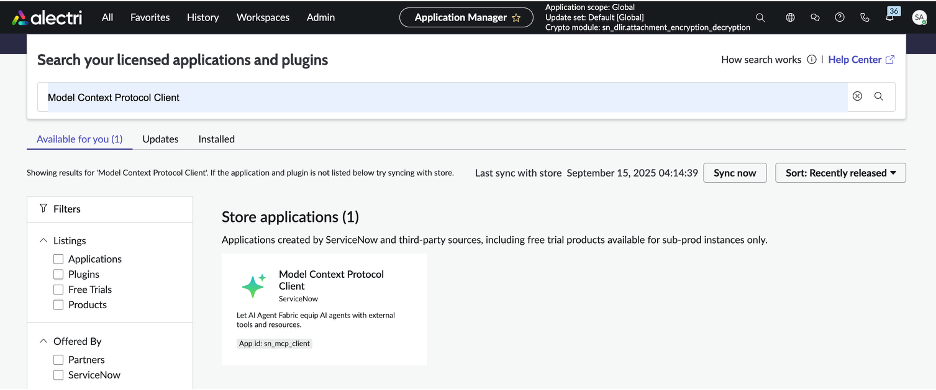 alectri All Favorites History Workspaces Admin Application Manager
Application scope: Global
Update set: Default [Global]
Crypto module: sn_dlir.attachment_encryption_decryption
36
SA
Search your licensed applications and plugins
How search works | Help Center
Model Context Protocol Client
Available for you (1) Updates Installed
Showing results for 'Model Context Protocol Client'. If the application and plugin is not listed below try syncing with store.
Last sync with store September 15, 2025 04:14:39 Sync now Sort: Recently released
Filters
Listings
Applications
Plugins
Free Trials
Products
Offered By
Partners
ServiceNow
Store applications (1)
Applications created by ServiceNow and third-party sources, including free trial products available for sub-prod instances only.
Model Context Protocol
Client
ServiceNow
Let AI Agent Fabric equip AI agents with external
tools and resources.
App id: sn_mcp_client